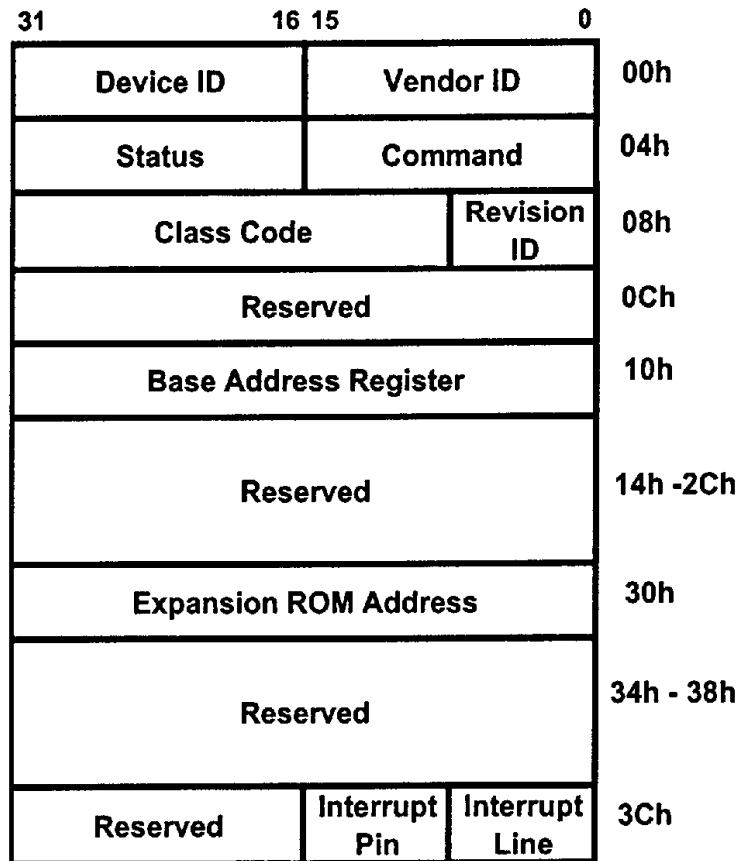 31 16 15 0
Device ID Vendor ID 00h
Status Command 04h
Class Code Revision ID 08h
Reserved 0Ch
Base Address Register 10h
Reserved 14h -2Ch
Expansion ROM Address 30h
Reserved 34h - 38h
Reserved Interrupt Pin Interrupt Line 3Ch